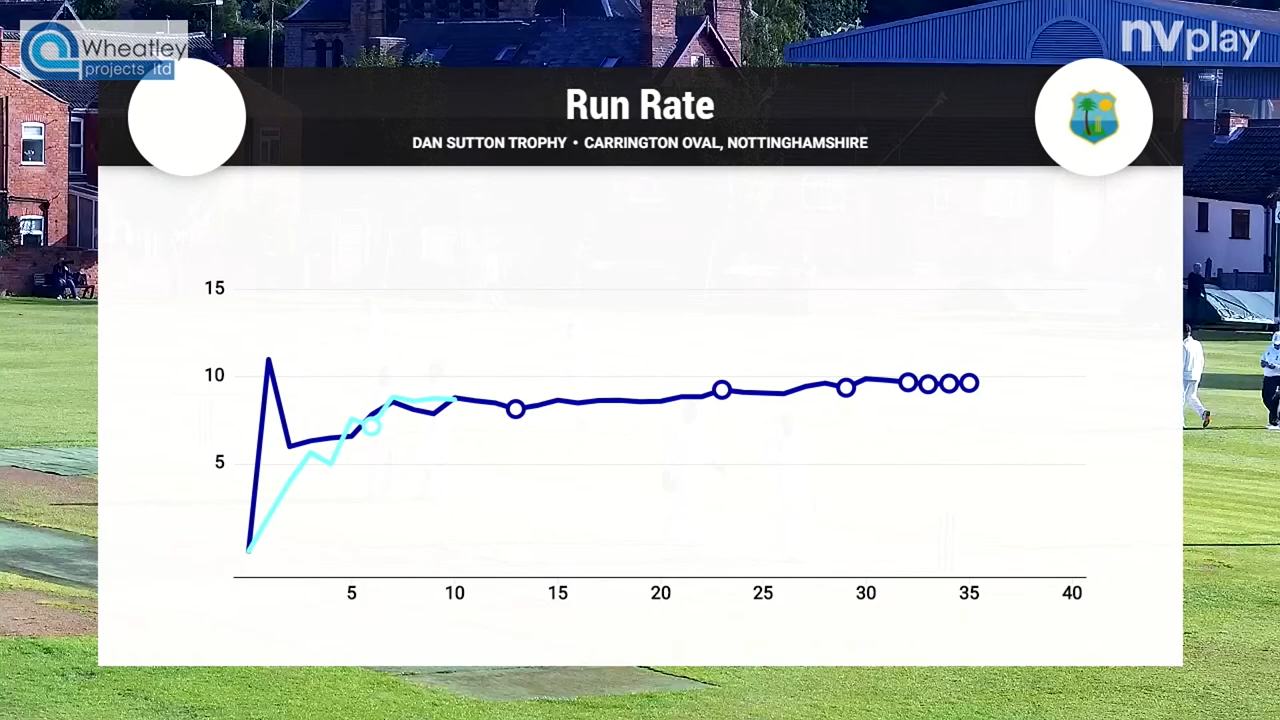 Wheatley
projects ltd
nvplay
Run Rate
DAN SUTTON TROPHY • CARRINGTON OVAL, NOTTINGHAMSHIRE
15
10
5
5 10 15 20 25 30 35 40